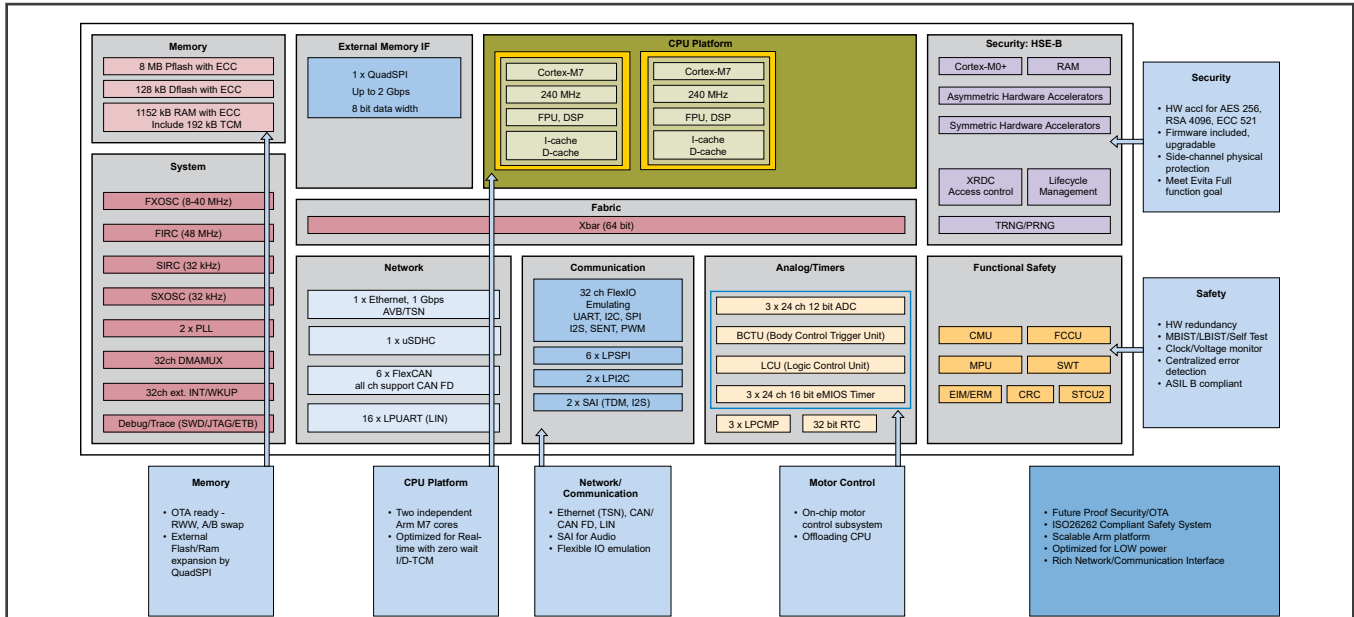 Memory
8 MB Pflash with ECC
128 kB Dflash with ECC
1152 kB RAM with ECC
Include 192 kB TCM
System
FXOSC (8-40 MHz)
FIRC (48 MHz)
SIRC (32 kHz)
SXOSC (32 kHz)
2 x PLL
32ch DMAMUX
32ch ext. INT/WKUP
Debug/Trace (SWD/JTAG/ETB)
External Memory IF
1 x QuadSPI
Up to 2 Gbps
8 bit data width
CPU Platform
Cortex-M7
240 MHz
FPU, DSP
I-cache
D-cache
Cortex-M7
240 MHz
FPU, DSP
I-cache
D-cache
Fabric
Xbar (64 bit)
Network
1 x Ethernet, 1 Gbps
AVB/TSN
1 x uSDHC
6 x FlexCAN
all ch support CAN FD
16 x LPUART (LIN)
Communication
32 ch FlexIO
Emulating
UART, I2C, SPI
I2S, SENT, PWM
6 x LPSPI
2 x LPI2C
2 x SAI (TDM, I2S)
Analog/Timers
3 x 24 ch 12 bit ADC
BCTU (Body Control Trigger Unit)
LCU (Logic Control Unit)
3 x 24 ch 16 bit eMIOS Timer
3 x LPCMP
32 bit RTC
Security: HSE-B
Cortex-M0+
RAM
Asymmetric Hardware Accelerators
Symmetric Hardware Accelerators
XRDC
Access control
Lifecycle
Management
TRNG/PRNG
Functional Safety
CMU
FCCU
MPU
SWT
EIM/ERM
CRC
STCU2
Security
• HW accl for AES 256,
RSA 4096, ECC 521
• Firmware included,
upgradable
• Side-channel physical
protection
• Meet Evita Full
function goal
Safety
• HW redundancy
• MBIST/LBIST/Self Test
• Clock/Voltage monitor
• Centralized error
detection
• ASIL B compliant
Memory
• OTA ready -
RWW, A/B swap
• External
Flash/Ram
expansion by
QuadSPI
CPU Platform
• Two independent
Arm M7 cores
• Optimized for Real-
time with zero wait
I/D-TCM
Network/
Communication
• Ethernet (TSN), CAN/
CAN FD, LIN
• SAI for Audio
• Flexible IO emulation
Motor Control
• On-chip motor
control subsystem
• Offloading CPU
• Future Proof Security/OTA
• ISO26262 Compliant Safety System
• Scalable Arm platform
• Optimized for LOW power
• Rich Network/Communication Interface